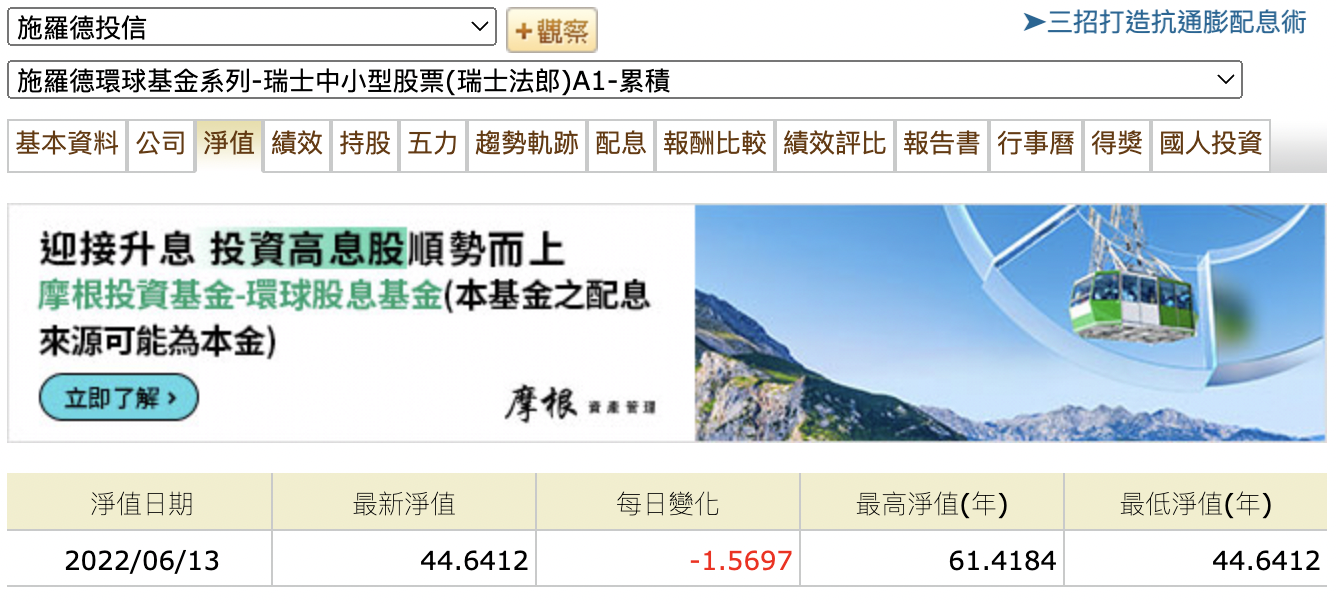 施羅德投信
+觀察
➤三招打造抗通膨配息術
施羅德環球基金系列-瑞士中小型股票(瑞士法郎)A1-累積
基本資料 公司 淨值 績效 持股 五力 趨勢軌跡 配息 報酬比較 績效評比 報告書 行事曆 得獎 國人投資
迎接升息 投資高息股順勢而上
摩根投資基金-環球股息基金(本基金之配息
來源可能為本金)
立即了解 ›
摩根 資產管理
淨值日期 最新淨值 每日變化 最高淨值(年) 最低淨值(年)
2022/06/13 44.6412 -1.5697 61.4184 44.6412